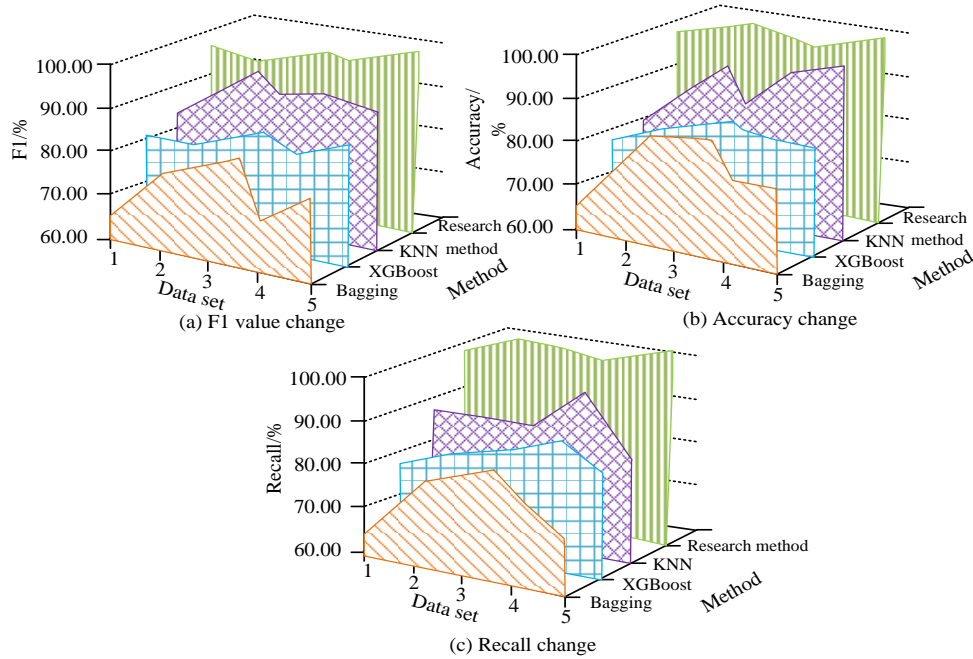 100.00
90.00
80.00
70.00
60.00
F1/%
1
2
3
4
5
Data set
Bagging
XGBoost
KNN
Research
method
Method
(a) F1 value change
100.00
90.00
80.00
70.00
60.00
Accuracy/
%
1
2
3
4
5
Data set
Bagging
XGBoost
KNN
Research
method
Method
(b) Accuracy change
100.00
90.00
80.00
70.00
60.00
Recall/%
1
2
3
4
5
Data set
Bagging
XGBoost
KNN
Research method
Method
(c) Recall change